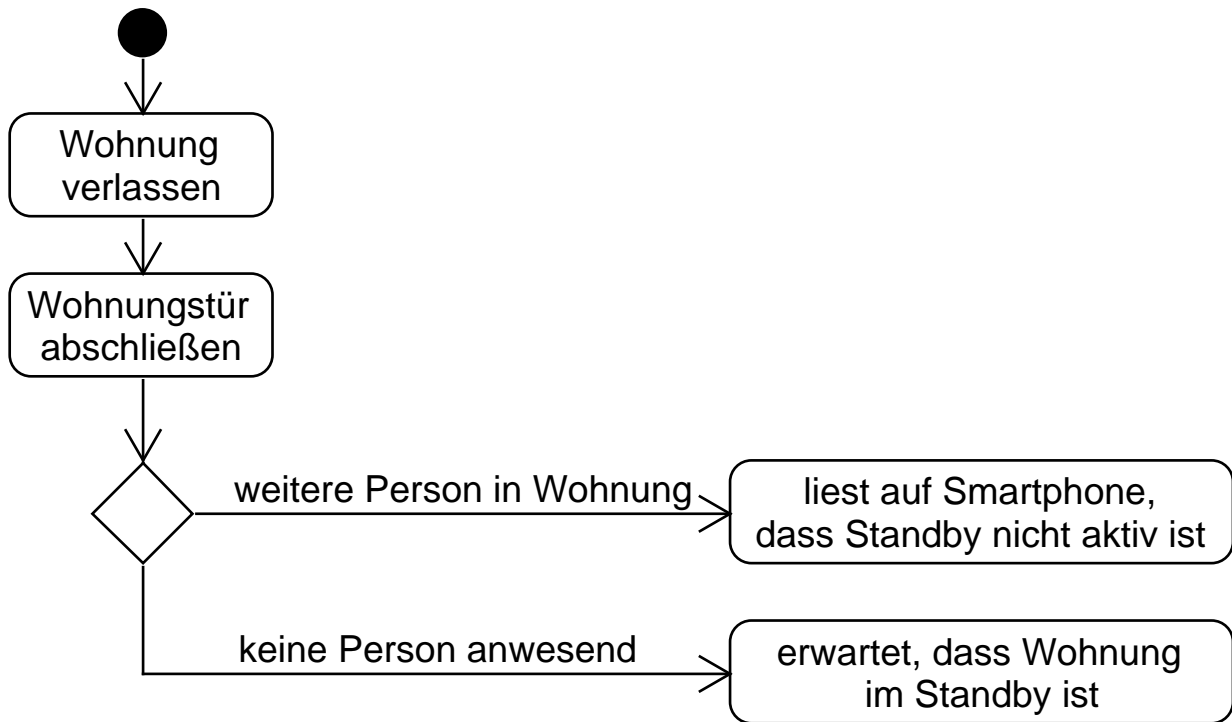 Wohnung
verlassen
Wohnungstür
abschließen
weitere Person in Wohnung
liest auf Smartphone,
dass Standby nicht aktiv ist
keine Person anwesend
erwartet, dass Wohnung
im Standby ist